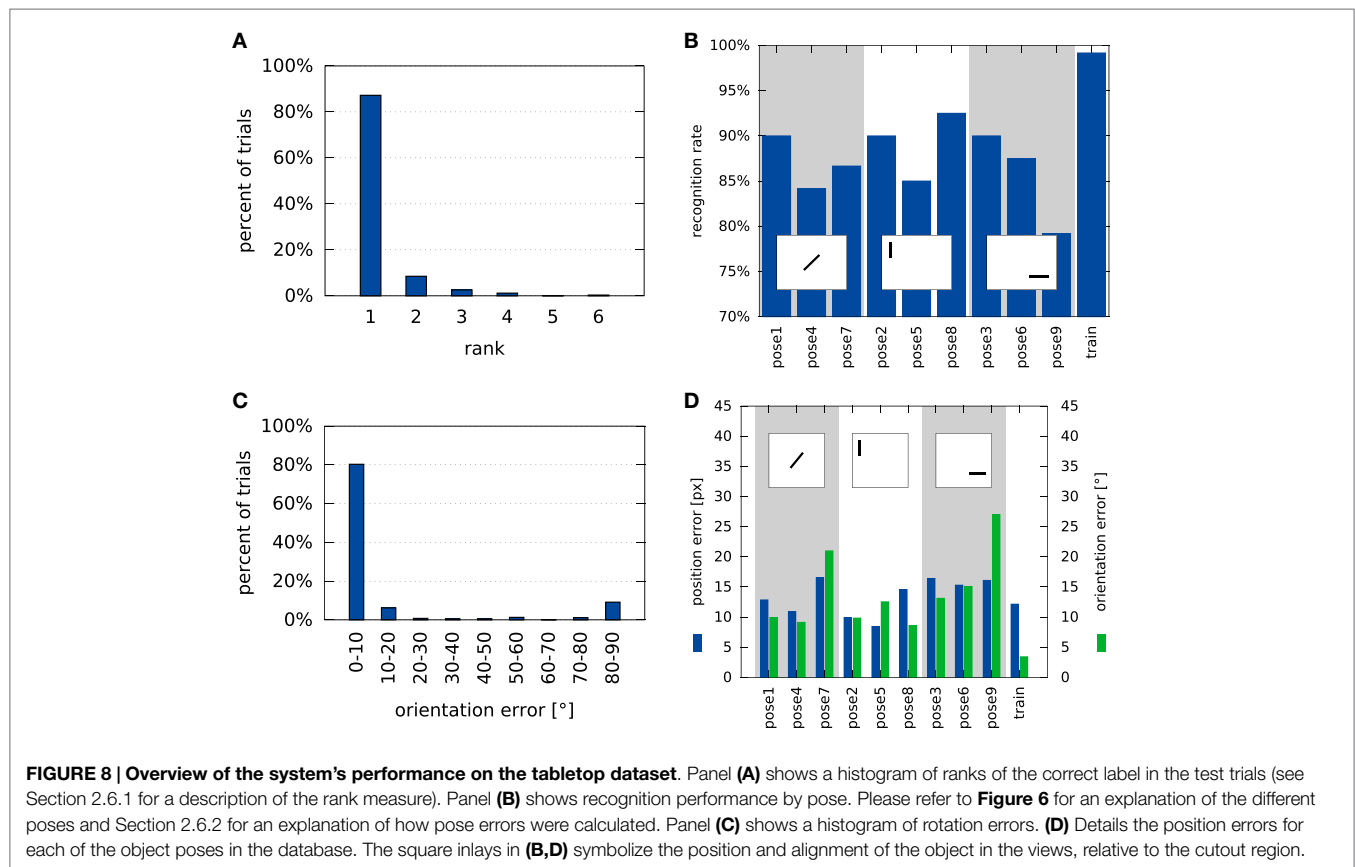 A
100%
80%
60%
40%
20%
0%
percent of trials
1 2 3 4 5 6
rank
B
100%
95%
90%
85%
80%
75%
70%
recognition rate
pose1 pose4 pose7 pose2 pose5 pose8 pose3 pose6 pose9 train
C
100%
80%
60%
40%
20%
0%
percent of trials
0-10 10-20 20-30 30-40 40-50 50-60 60-70 70-80 80-90
orientation error [°]
D
45
40
35
30
25
20
15
10
5
0
position error [px]
45
40
35
30
25
20
15
10
5
0
orientation error [°]
pose1 pose4 pose7 pose2 pose5 pose8 pose3 pose6 pose9 train
FIGURE 8 | Overview of the system’s performance on the tabletop dataset. Panel (A) shows a histogram of ranks of the correct label in the test trials (see
Section 2.6.1 for a description of the rank measure). Panel (B) shows recognition performance by pose. Please refer to Figure 6 for an explanation of the different
poses and Section 2.6.2 for an explanation of how pose errors were calculated. Panel (C) shows a histogram of rotation errors. (D) Details the position errors for
each of the object poses in the database. The square inlays in (B,D) symbolize the position and alignment of the object in the views, relative to the cutout region.